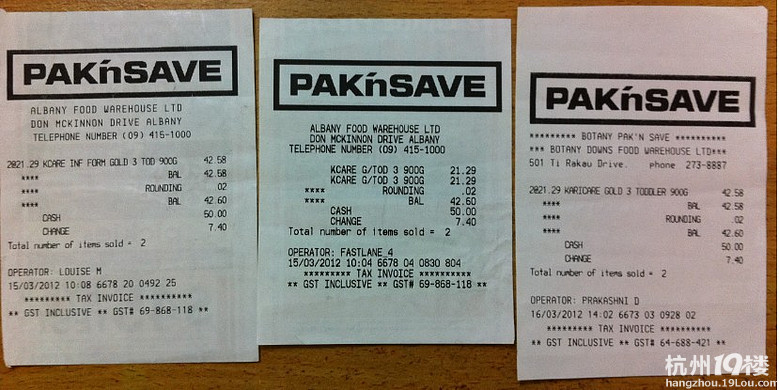 PAK'nSAVE
ALBANY FOOD WAREHOUSE LTD
DON MCKINNON DRIVE ALBANY
TELEPHONE NUMBER (09) 415-1000
2@21.29 KCARE INF FORM GOLD 3 TOD 900G 42.58
**** BAL 42.58
**** ROUNDING .02
**** BAL 42.60
CASH 50.00
CHANGE 7.40
Total number of items sold = 2
OPERATOR: LOUISE M
15/03/2012 10:08 6678 20 0492 25
********* TAX INVOICE **********
** GST INCLUSIVE ** GST# 69-868-118 **
PAK'nSAVE
ALBANY FOOD WAREHOUSE LTD
DON MCKINNON DRIVE ALBANY
TELEPHONE NUMBER (09) 415-1000
KCARE G/TOD 3 900G 21.29
KCARE G/TOD 3 900G 21.29
**** ROUNDING .02
**** BAL 42.60
CASH 50.00
CHANGE 7.40
Total number of items sold = 2
OPERATOR: FASTLANE_4
15/03/2012 10:04 6678 04 0830 804
********* TAX INVOICE **********
** GST INCLUSIVE ** GST# 69-868-118 **
PAK'nSAVE
********* BOTANY PAK'N SAVE **********
*** BOTANY DOWNS FOOD WAREHOUSE LTD***
501 Ti Rakau Drive. phone 273-8887
2@21.29 KARICARE GOLD 3 TODDLER 900G 42.58
**** BAL 42.58
**** ROUNDING .02
**** BAL 42.60
CASH 50.00
CHANGE 7.40
Total number of items sold = 2
OPERATOR: PRAKASHNI D
16/03/2012 14:02 6673 03 0928 02
********* TAX INVOICE **********
** GST INCLUSIVE ** GST# 64-688-421 **
杭州19楼
hangzhou.19Lou.com